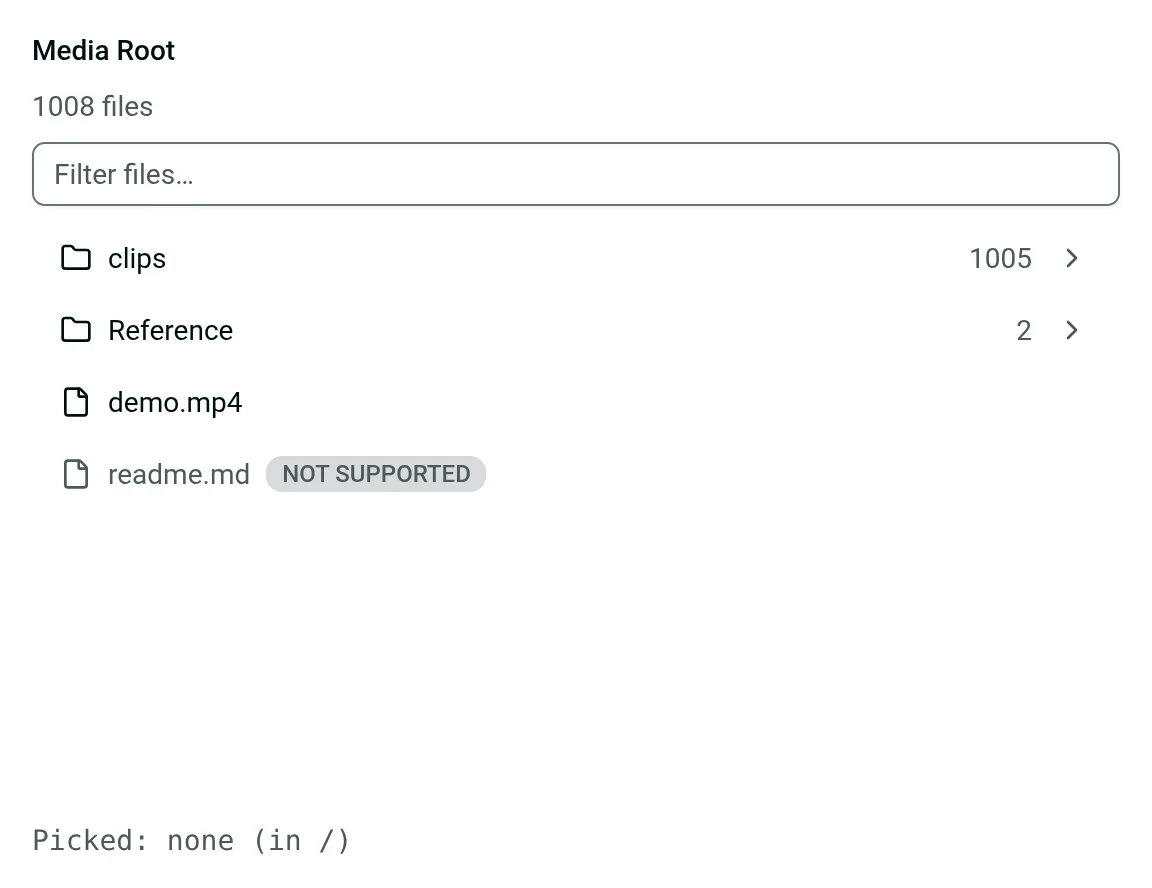 Media Root
1008 files
Filter files…
clips 1005
Reference 2
demo.mp4
readme.md NOT SUPPORTED
Picked: none (in /)